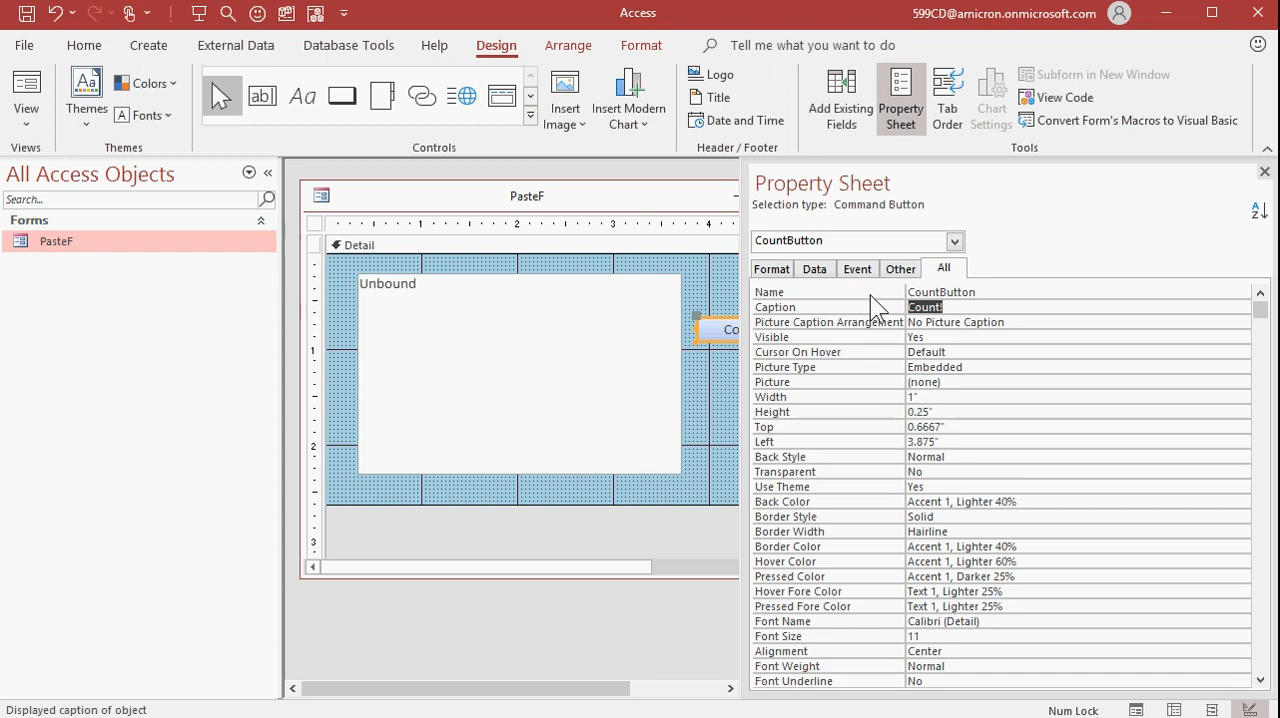 Access
599CD@amicron.onmicrosoft.com
File Home Create External Data Database Tools Help Design Arrange Format Tell me what you want to do
View
Views
Themes
Colors
Fonts
Themes
ab|
Aa
Controls
Insert
Image
Insert Modern
Chart
Logo
Title
Date and Time
Header / Footer
Add Existing
Fields
Property
Sheet
Tab
Order
Chart
Settings
Subform in New Window
View Code
Convert Form's Macros to Visual Basic
Tools
All Access Objects
Search...
Forms
PasteF
PasteF
1 2 3 4
Detail
Unbound
Co
1
2
3
Property Sheet
Selection type: Command Button
CountButton
Format Data Event Other All
Name CountButton
Caption Count!
Picture Caption Arrangement No Picture Caption
Visible Yes
Cursor On Hover Default
Picture Type Embedded
Picture (none)
Width 1"
Height 0.25"
Top 0.6667"
Left 3.875"
Back Style Normal
Transparent No
Use Theme Yes
Back Color Accent 1, Lighter 40%
Border Style Solid
Border Width Hairline
Border Color Accent 1, Lighter 40%
Hover Color Accent 1, Lighter 60%
Pressed Color Accent 1, Darker 25%
Hover Fore Color Text 1, Lighter 25%
Pressed Fore Color Text 1, Lighter 25%
Font Name Calibri (Detail)
Font Size 11
Alignment Center
Font Weight Normal
Font Underline No
Displayed caption of object
Num Lock